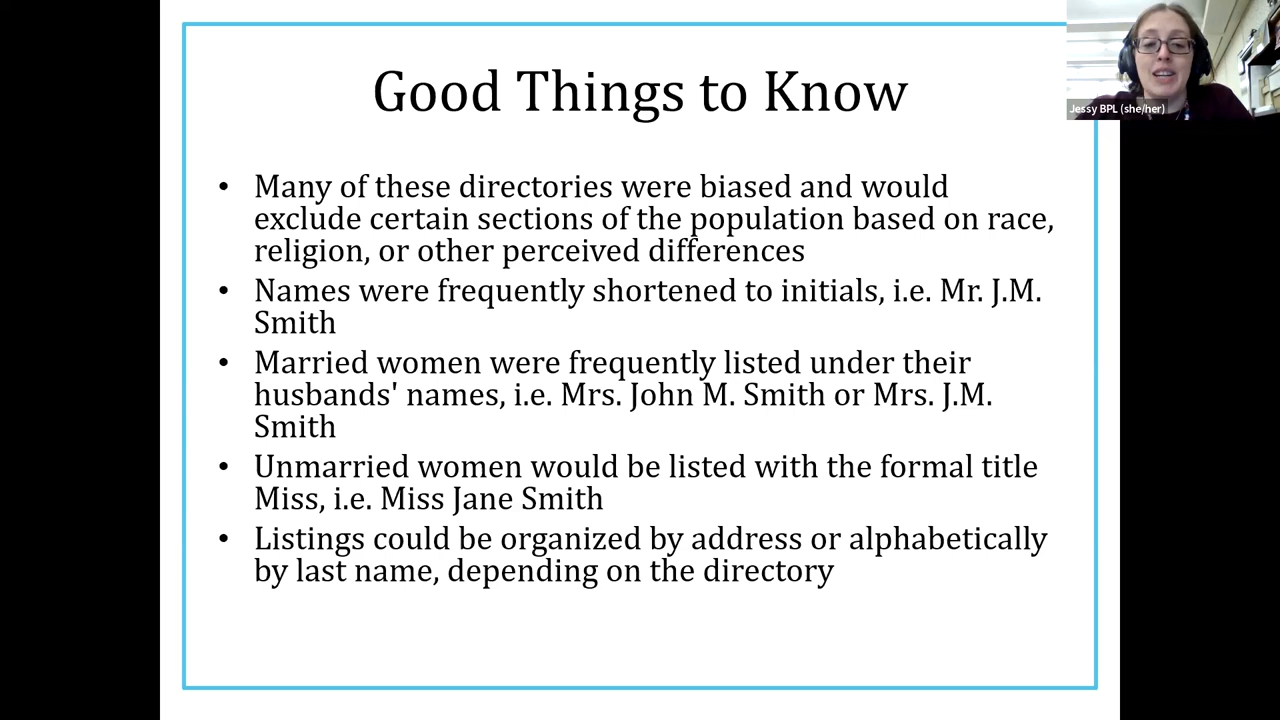 Good Things to Know
• Many of these directories were biased and would
exclude certain sections of the population based on race,
religion, or other perceived differences
• Names were frequently shortened to initials, i.e. Mr. J.M.
Smith
• Married women were frequently listed under their
husbands' names, i.e. Mrs. John M. Smith or Mrs. J.M.
Smith
• Unmarried women would be listed with the formal title
Miss, i.e. Miss Jane Smith
• Listings could be organized by address or alphabetically
by last name, depending on the directory
Jessy BPL (she/her)